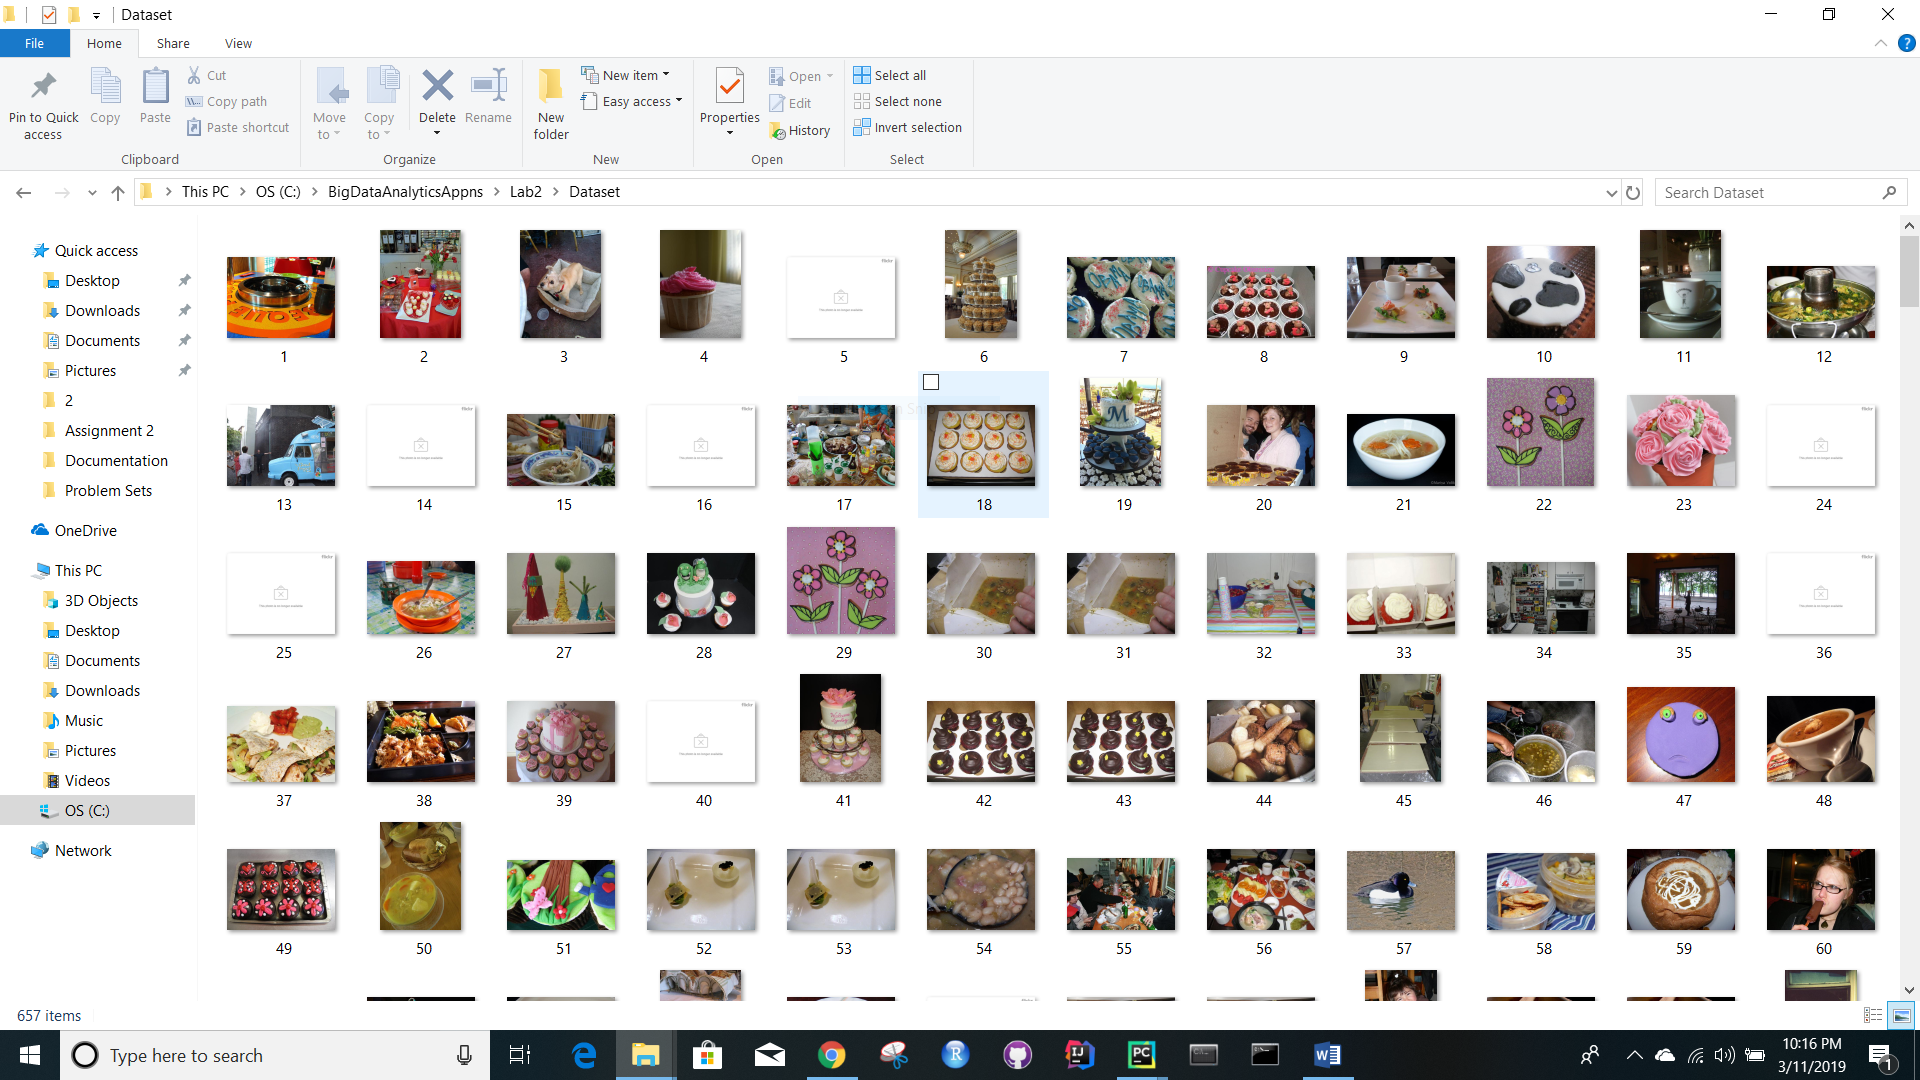 Dataset
File Home Share View
Pin to Quick access
Copy
Paste
Cut
Copy path
Paste shortcut
Clipboard
Move to
Copy to
Delete
Rename
Organize
New folder
New item
Easy access
New
Properties
Open
Edit
History
Open
Select all
Select none
Invert selection
Select
This PC > OS (C:) > BigDataAnalyticsAppns > Lab2 > Dataset
Search Dataset
Quick access
Desktop
Downloads
Documents
Pictures
2
Assignment 2
Documentation
Problem Sets
OneDrive
This PC
3D Objects
Desktop
Documents
Downloads
Music
Pictures
Videos
OS (C:)
Network
1 2 3 4 5 6 7 8 9 10 11 12
13 14 15 16 17 18 19 20 21 22 23 24
25 26 27 28 29 30 31 32 33 34 35 36
37 38 39 40 41 42 43 44 45 46 47 48
49 50 51 52 53 54 55 56 57 58 59 60
657 items
Type here to search
10:16 PM
3/11/2019
1